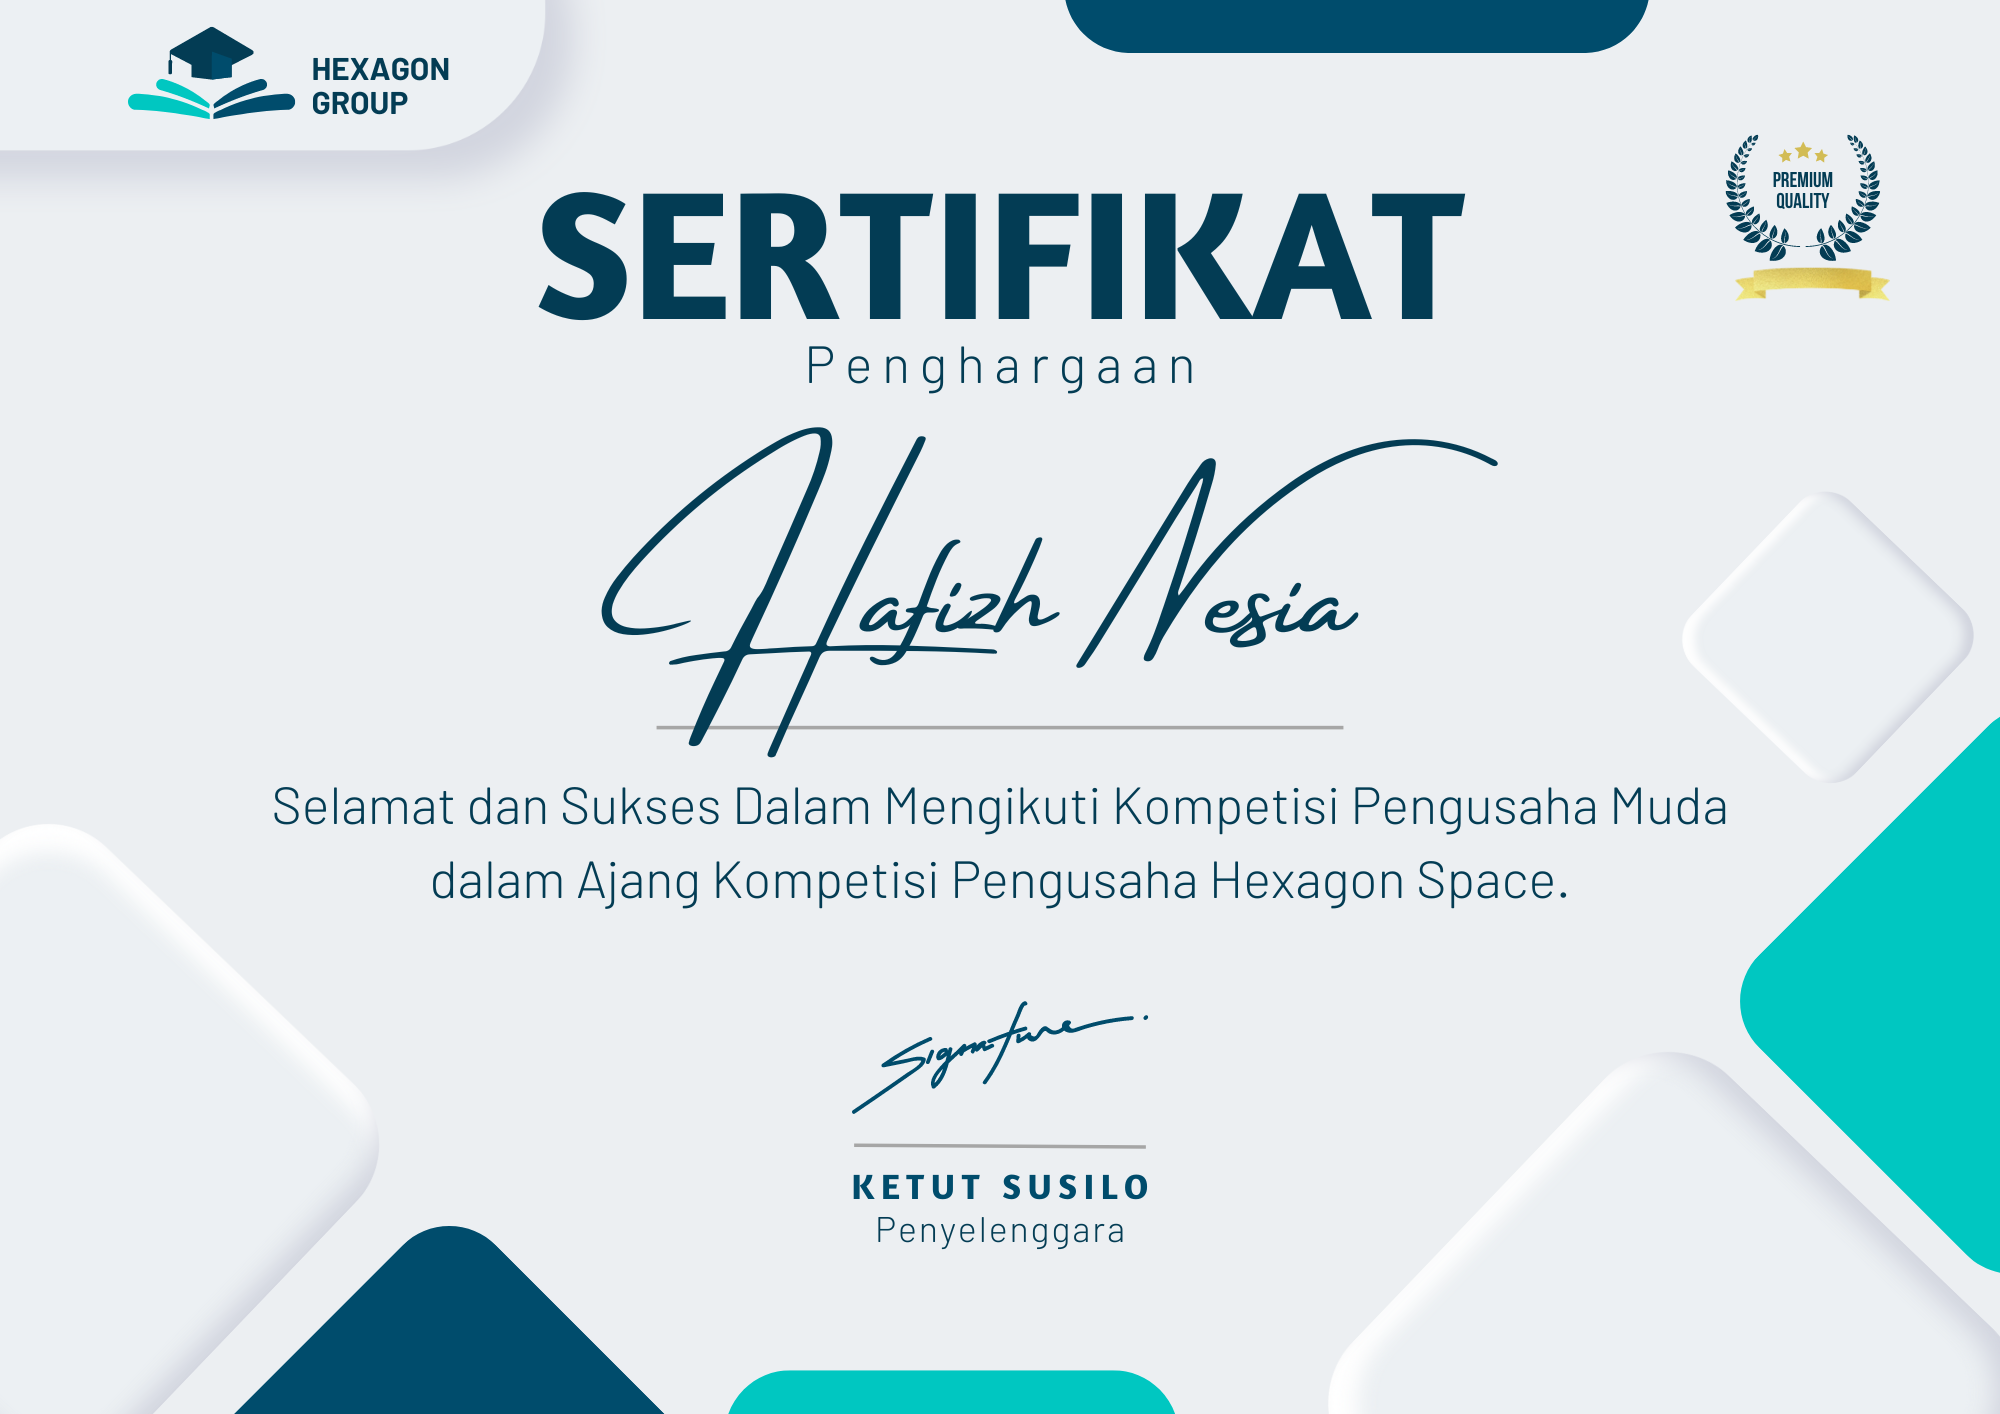 HEXAGON
GROUP
PREMIUM
QUALITY
SERTIFIKAT
Penghargaan
Hafizh Nesia
Selamat dan Sukses Dalam Mengikuti Kompetisi Pengusaha Muda
dalam Ajang Kompetisi Pengusaha Hexagon Space.
Signature
KETUT SUSILO
Penyelenggara